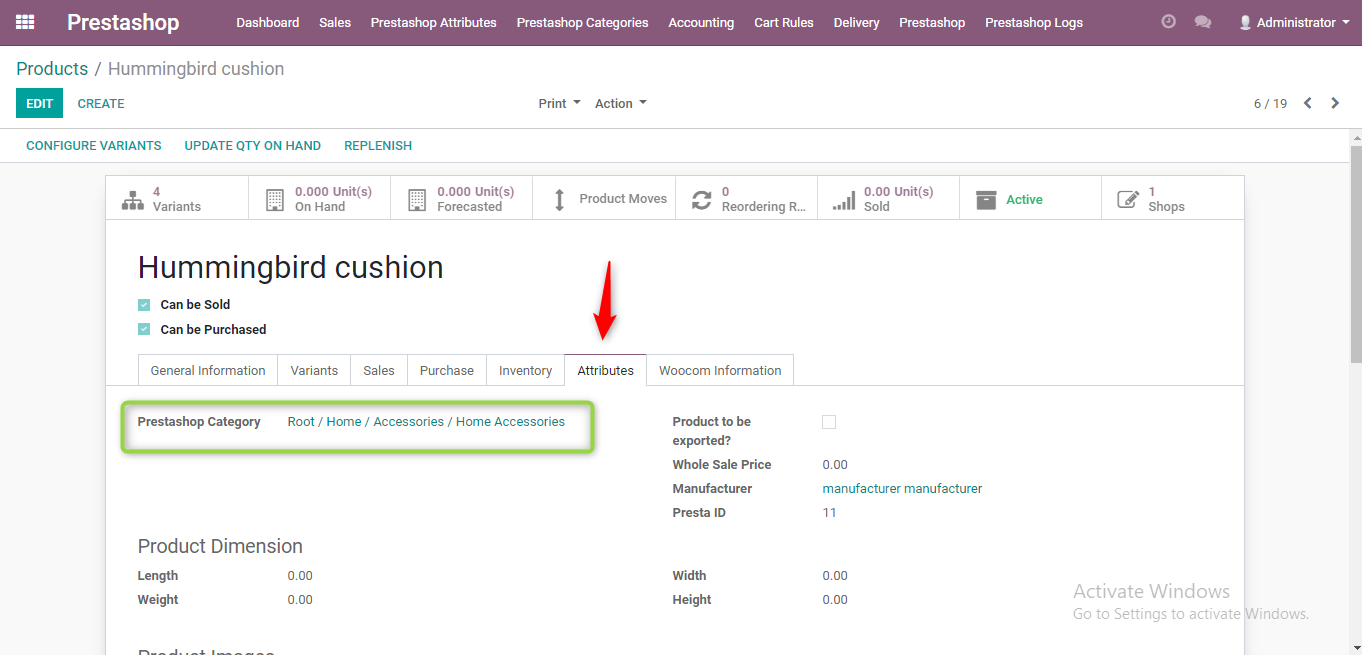 Prestashop Dashboard Sales Prestashop Attributes Prestashop Categories Accounting Cart Rules Delivery Prestashop Prestashop Logs Administrator
Products / Hummingbird cushion
EDIT CREATE Print Action 6 / 19
CONFIGURE VARIANTS UPDATE QTY ON HAND REPLENISH
4 Variants
0.000 Unit(s) On Hand
0.000 Unit(s) Forecasted
Product Moves
0 Reordering R...
0.00 Unit(s) Sold
Active
1 Shops
Hummingbird cushion
Can be Sold
Can be Purchased
General Information Variants Sales Purchase Inventory Attributes Woocom Information
Prestashop Category Root / Home / Accessories / Home Accessories
Product to be exported?
Whole Sale Price 0.00
Manufacturer manufacturer manufacturer
Presta ID 11
Product Dimension
Length 0.00 Width 0.00
Weight 0.00 Height 0.00
Activate Windows
Go to Settings to activate Windows.
Product Images